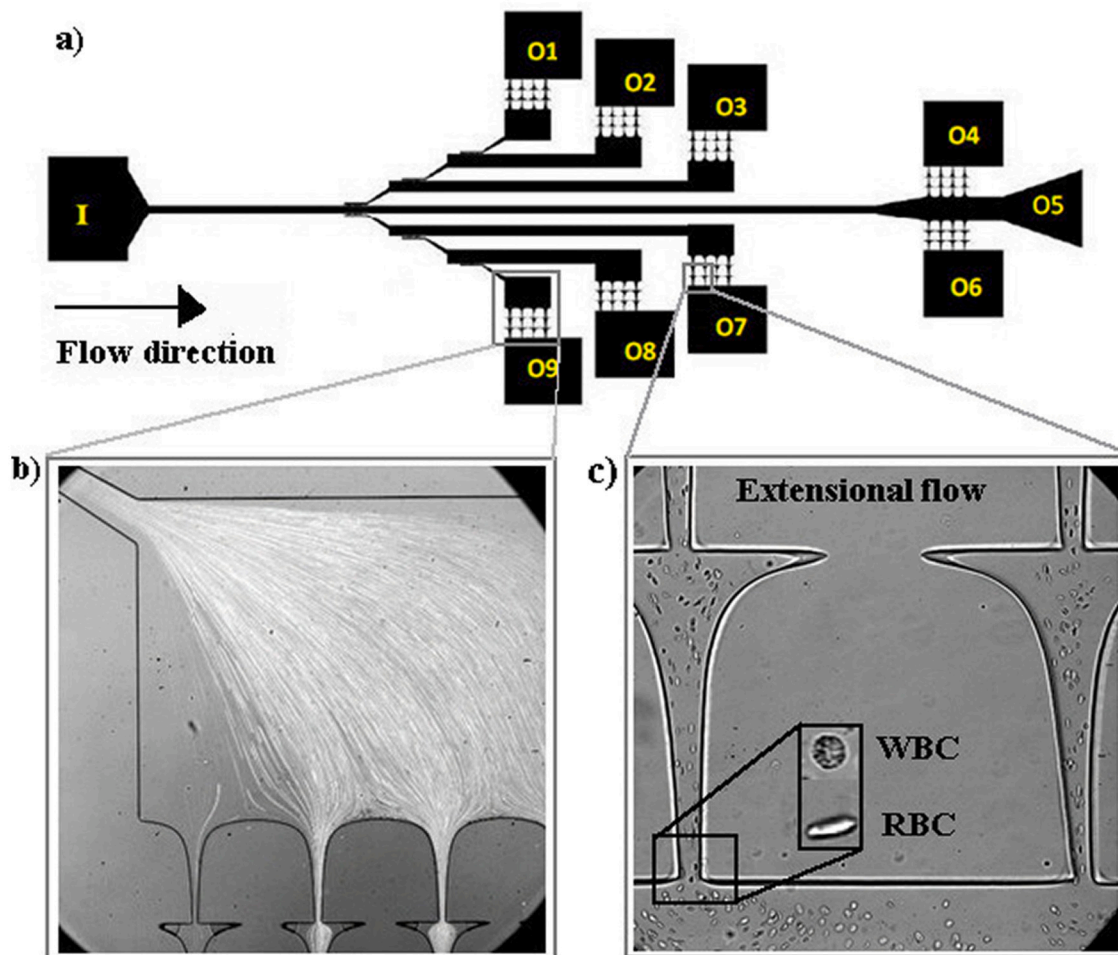 a)
O1
O2
O3
O4
I
O5
Flow direction
O9
O8
O7
O6
b)
c)
Extensional flow
WBC
RBC